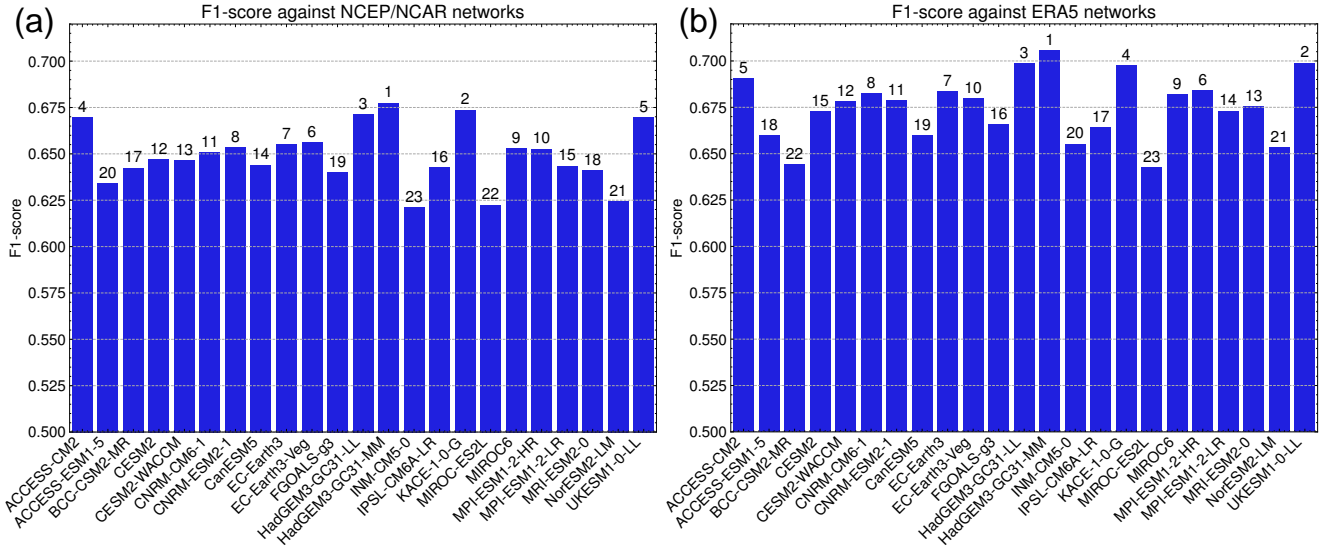 (a)
F1-score against NCEP/NCAR networks
F1-score
0.700
0.675
0.650
0.625
0.600
0.575
0.550
0.525
0.500
4
20
17
12
13
11
8
14
7
6
19
3
1
23
16
2
22
9
10
15
18
21
5
ACCESS-CM2
ACCESS-ESM1-5
BCC-CSM2-MR
CESM2
CESM2-WACCM
CNRM-CM6-1
CNRM-ESM2-1
CanESM5
EC-Earth3
EC-Earth3-Veg
FGOALS-g3
HadGEM3-GC31-LL
HadGEM3-GC31-MM
INM-CM5-0
IPSL-CM6A-LR
KACE-1-0-G
MIROC-ES2L
MIROC6
MPI-ESM1-2-HR
MPI-ESM1-2-LR
MRI-ESM2-0
NorESM2-LM
UKESM1-0-LL
(b)
F1-score against ERA5 networks
F1-score
0.700
0.675
0.650
0.625
0.600
0.575
0.550
0.525
0.500
5
18
22
15
12
8
11
19
7
10
16
3
1
20
17
4
23
9
6
14
13
21
2
ACCESS-CM2
ACCESS-ESM1-5
BCC-CSM2-MR
CESM2
CESM2-WACCM
CNRM-CM6-1
CNRM-ESM2-1
CanESM5
EC-Earth3
EC-Earth3-Veg
FGOALS-g3
HadGEM3-GC31-LL
HadGEM3-GC31-MM
INM-CM5-0
IPSL-CM6A-LR
KACE-1-0-G
MIROC-ES2L
MIROC6
MPI-ESM1-2-HR
MPI-ESM1-2-LR
MRI-ESM2-0
NorESM2-LM
UKESM1-0-LL